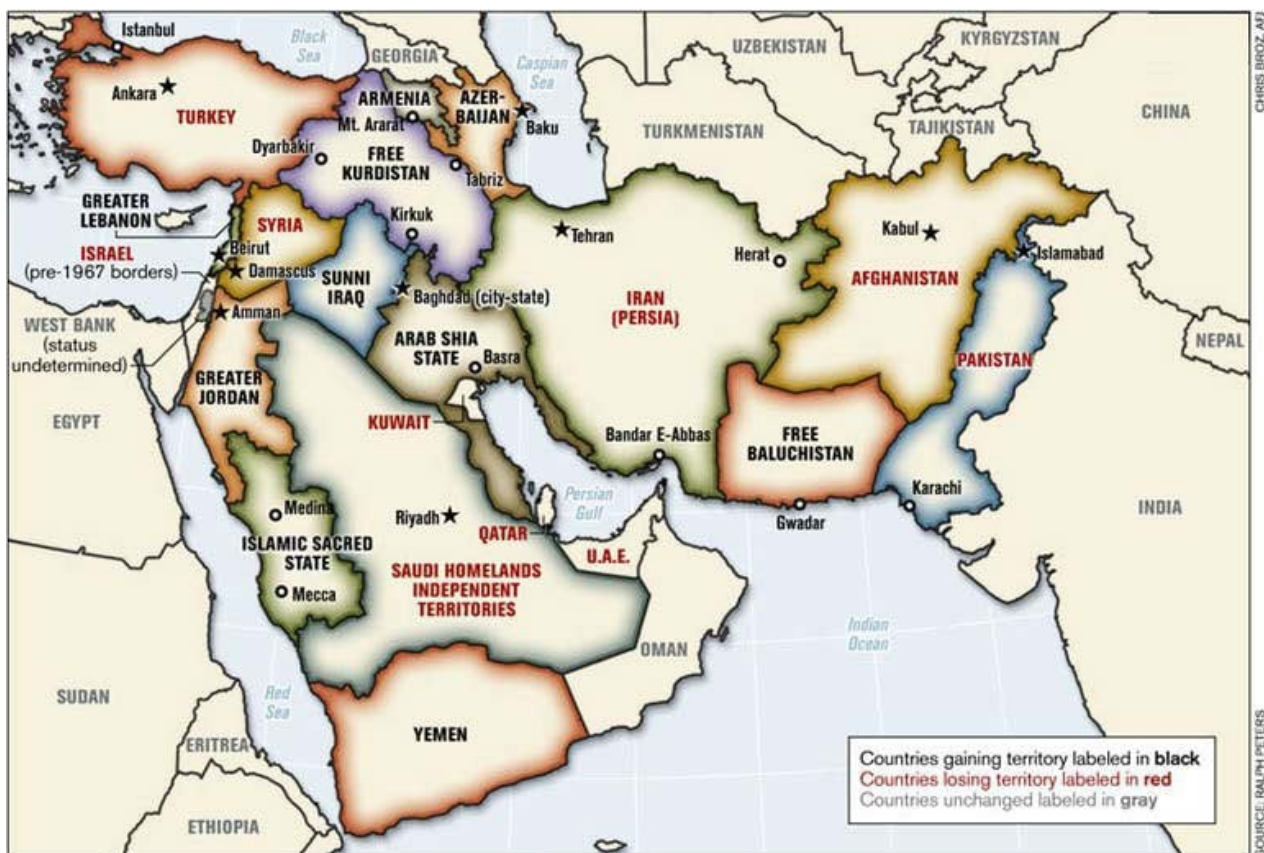 Istanbul
Black
Sea
GEORGIA
Caspian
Sea
UZBEKISTAN
KYRGYZSTAN
CHRIS BROZ, AFJ
Ankara
TURKEY
ARMENIA
Mt. Ararat
AZER-
BAIJAN
Baku
TURKMENISTAN
TAJIKISTAN
CHINA
Dyarbakir
FREE
KURDISTAN
Tabriz
GREATER
LEBANON
SYRIA
Kirkuk
Tehran
Herat
Kabul
Islamabad
ISRAEL
(pre-1967 borders)
Beirut
Damascus
SUNNI
IRAQ
Baghdad (city-state)
IRAN
(PERSIA)
AFGHANISTAN
WEST BANK
(status
undetermined)
Amman
ARAB SHIA
STATE
Basra
PAKISTAN
NEPAL
GREATER
JORDAN
EGYPT
KUWAIT
Bandar E-Abbas
FREE
BALUCHISTAN
Karachi
Gwadar
INDIA
Medina
ISLAMIC SACRED
STATE
Mecca
Riyadh
Persian
Gulf
QATAR
U.A.E.
SAUDI HOMELANDS
INDEPENDENT
TERRITORIES
OMAN
Indian
Ocean
SUDAN
Red
Sea
ERITREA
YEMEN
ETHIOPIA
Countries gaining territory labeled in black
Countries losing territory labeled in red
Countries unchanged labeled in gray
SOURCE: RALPH PETERS